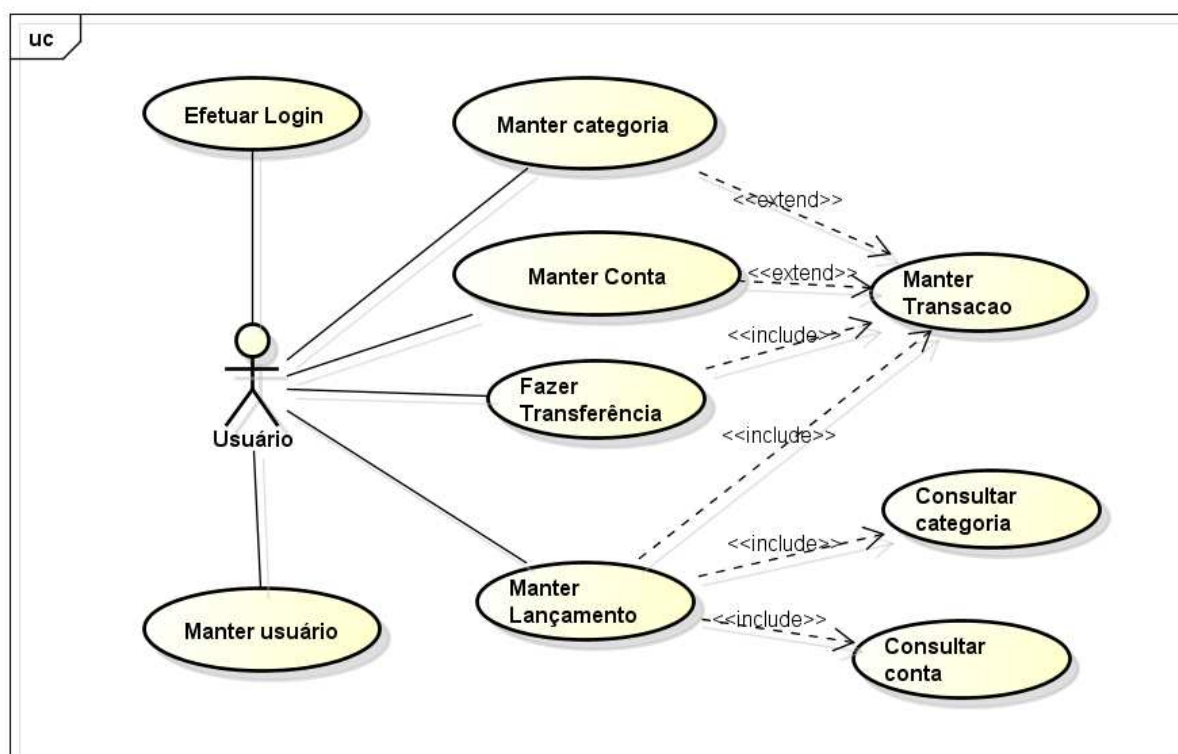 uc
Efetuar Login
Manter categoria
<<extend>>
Manter Conta
<<extend>>
Manter
Transacao
<<include>>
Fazer
Transferência
Usuário
<<include>>
Consultar
categoria
<<include>>
Manter
Lançamento
<<include>>
Manter usuário
Consultar
conta